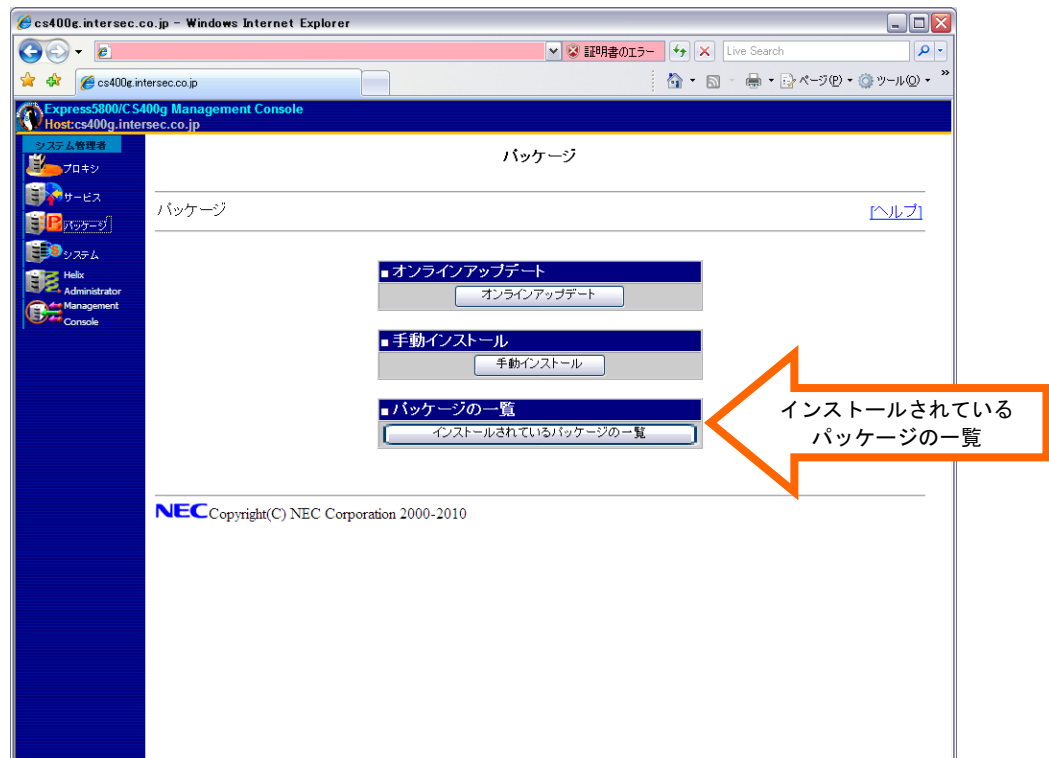 cs400g.intersec.co.jp - Windows Internet Explorer
証明書のエラー
Live Search
cs400g.intersec.co.jp
ページ(P)
ツール(O)
»
Express5800/CS400g Management Console
Host:cs400g.intersec.co.jp
システム管理者
プロキシ
サービス
パッケージ
システム
Helix
Administrator
Management
Console
パッケージ
パッケージ
[ヘルプ]
■オンラインアップデート
オンラインアップデート
■手動インストール
手動インストール
■パッケージの一覧
インストールされているパッケージの一覧
インストールされている
パッケージの一覧
NEC Copyright(C) NEC Corporation 2000-2010